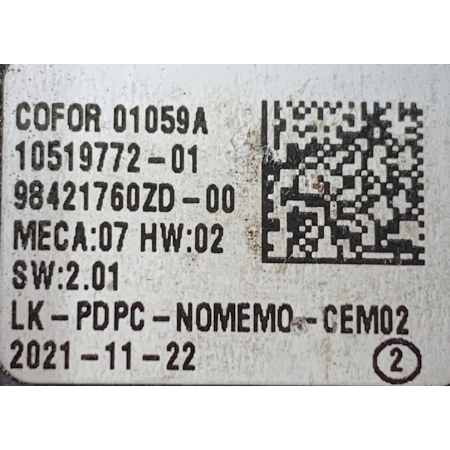 COFOR 01059A
10519772-01
98421760ZD-00
MECA:07 HW:02
SW:2.01
LK-PDPC-NOMEMO-CEM02
2021-11-22
2